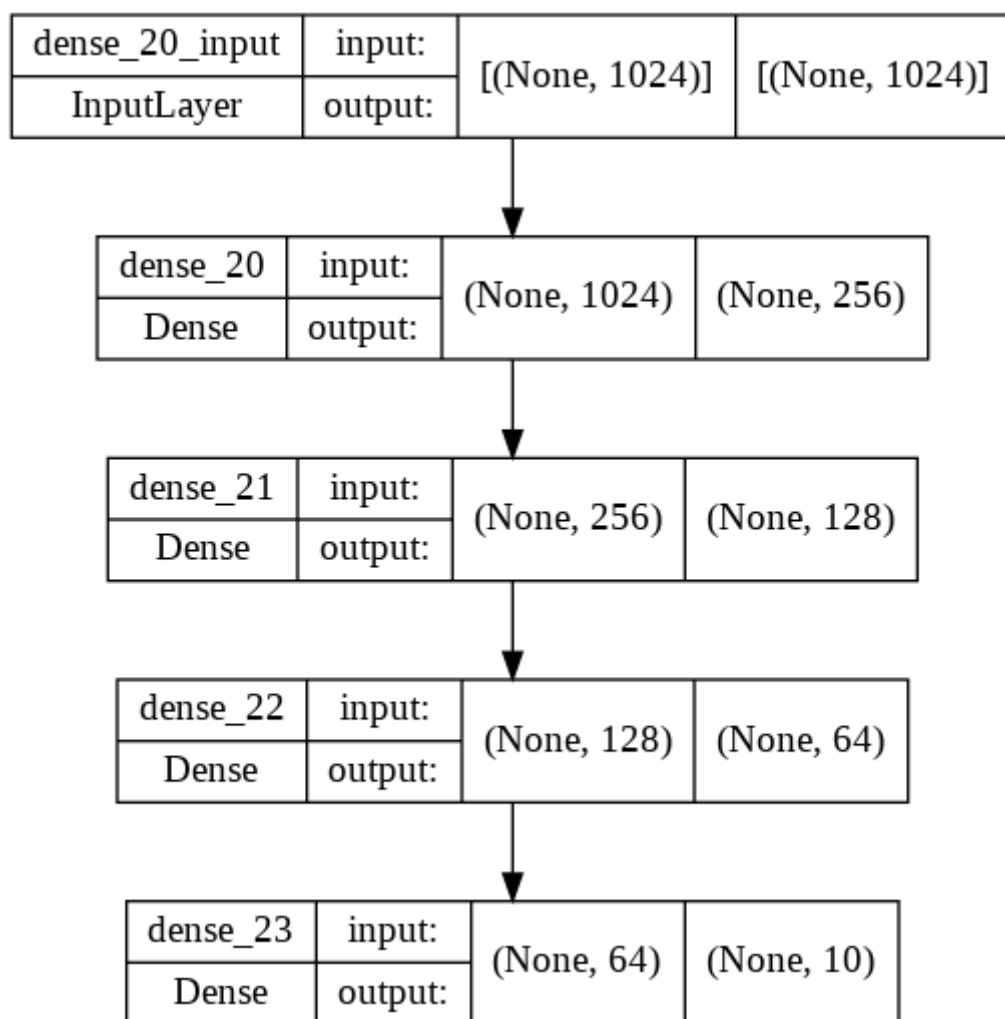 dense_20_input input: [(None, 1024)] [(None, 1024)]
InputLayer output:
dense_20 input: (None, 1024) (None, 256)
Dense output:
dense_21 input: (None, 256) (None, 128)
Dense output:
dense_22 input: (None, 128) (None, 64)
Dense output:
dense_23 input: (None, 64) (None, 10)
Dense output: